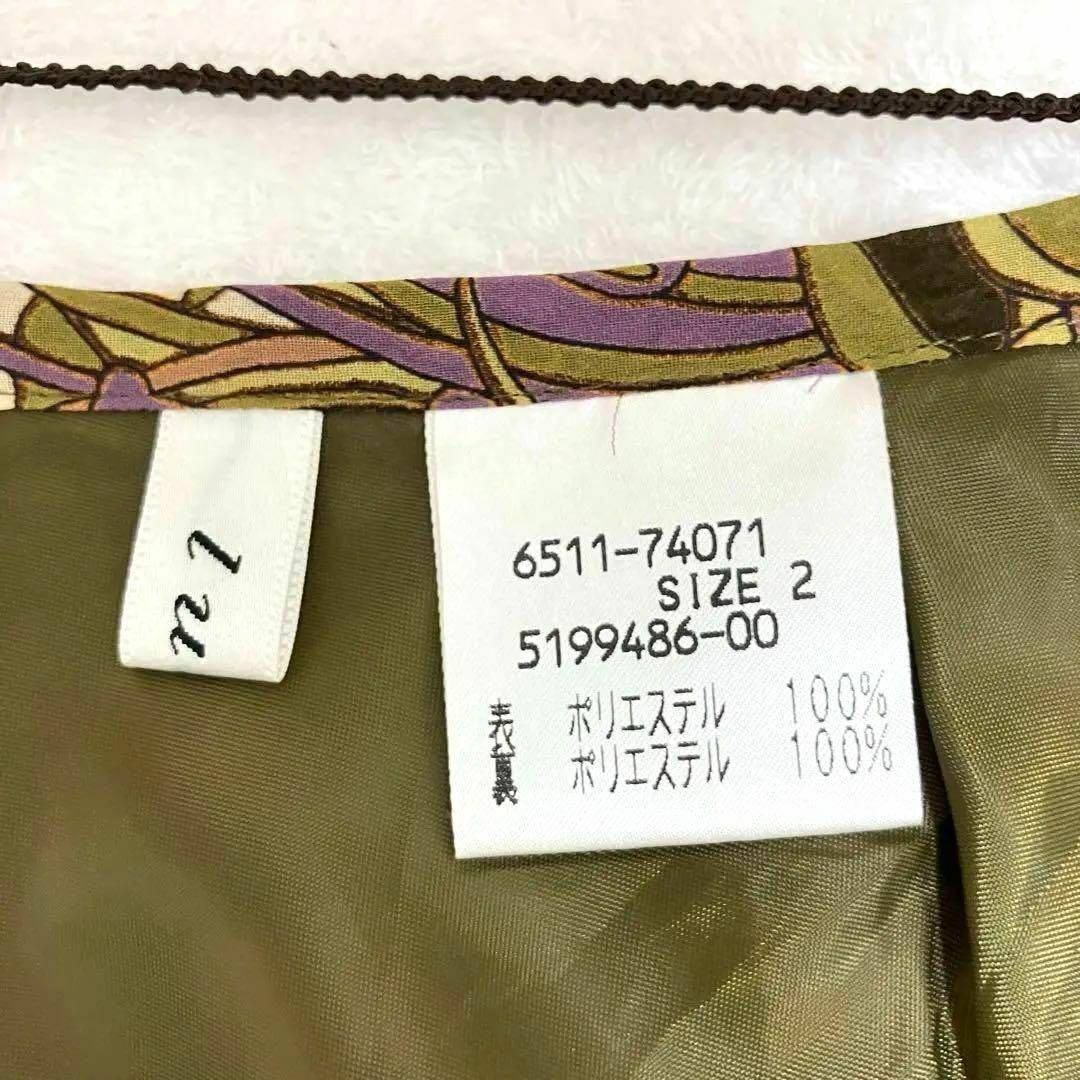 n l
6511-74071
SIZE 2
5199486-00
表 ポリエステル 100%
裏 ポリエステル 100%